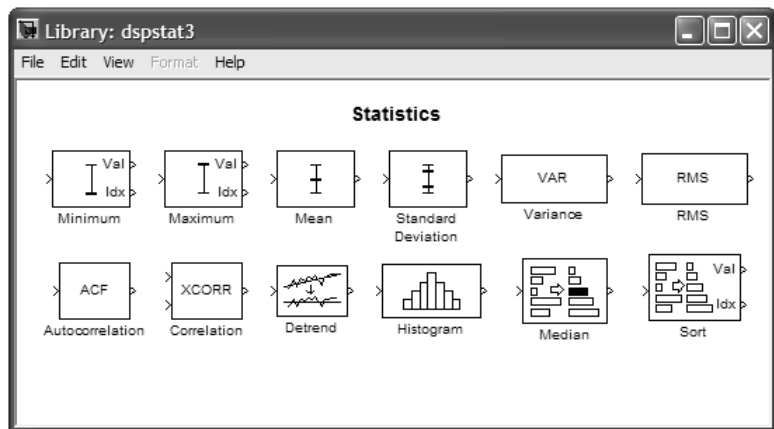 Library: dspstat3
File Edit View Format Help
Statistics
Val Val VAR RMS
Idx Idx
Minimum Maximum Mean Standard Deviation Variance RMS
ACF XCORR Val
Idx
Autocorrelation Correlation Detrend Histogram Median Sort